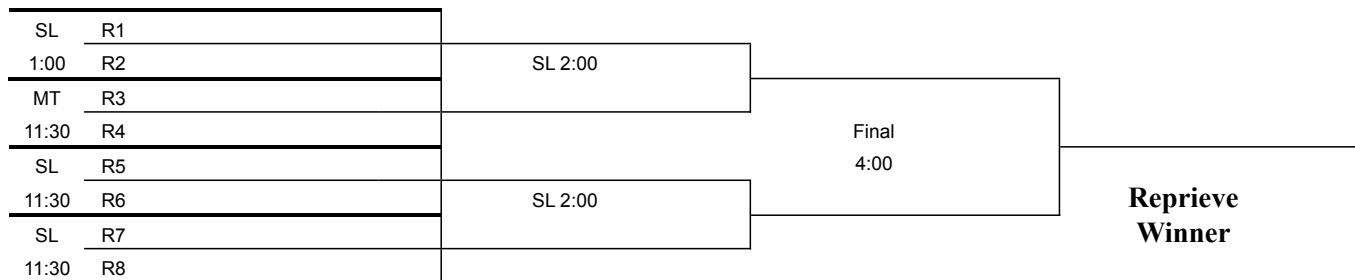 SL R1
1:00 R2 SL 2:00
MT R3
11:30 R4 Final
SL R5 4:00
11:30 R6 SL 2:00 Reprieve
SL R7 Winner
11:30 R8